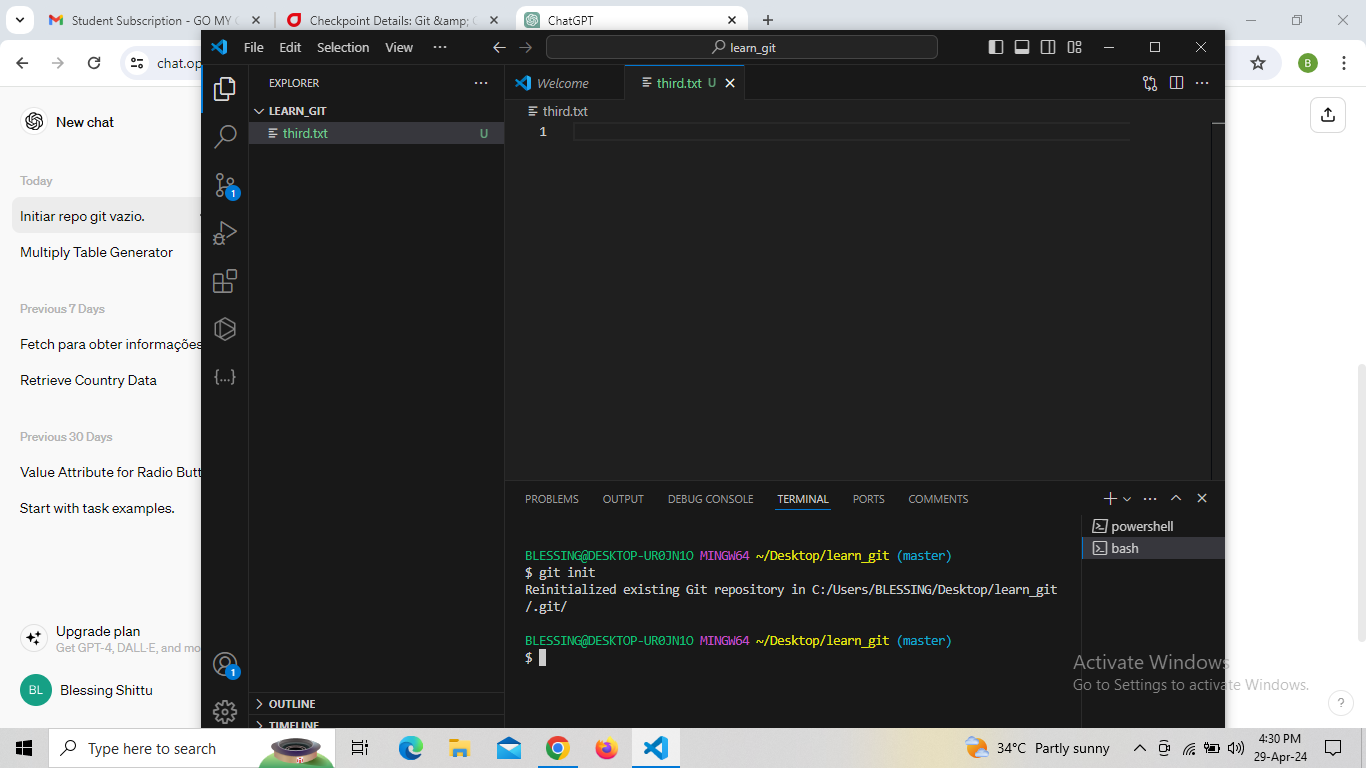 Student Subscription - GO MY C
Checkpoint Details: Git &amp; G
ChatGPT
chat.op
B
New chat
Today
Initiar repo git vazio.
Multiply Table Generator
Previous 7 Days
Fetch para obter informações
Retrieve Country Data
Previous 30 Days
Value Attribute for Radio Butt
Start with task examples.
Upgrade plan
Get GPT-4, DALL·E, and mo
BL
Blessing Shittu
File Edit Selection View ···
learn_git
EXPLORER
LEARN_GIT
third.txt U
1
1
OUTLINE
TIMELINE
Welcome
third.txt U
third.txt
1
PROBLEMS OUTPUT DEBUG CONSOLE TERMINAL PORTS COMMENTS
BLESSING@DESKTOP-UR0JN1O MINGW64 ~/Desktop/learn_git (master)
$ git init
Reinitialized existing Git repository in C:/Users/BLESSING/Desktop/learn_git
/.git/
BLESSING@DESKTOP-UR0JN1O MINGW64 ~/Desktop/learn_git (master)
$
powershell
bash
Activate Windows
Go to Settings to activate Windows.
?
Type here to search
34°C Partly sunny
4:30 PM
29-Apr-24